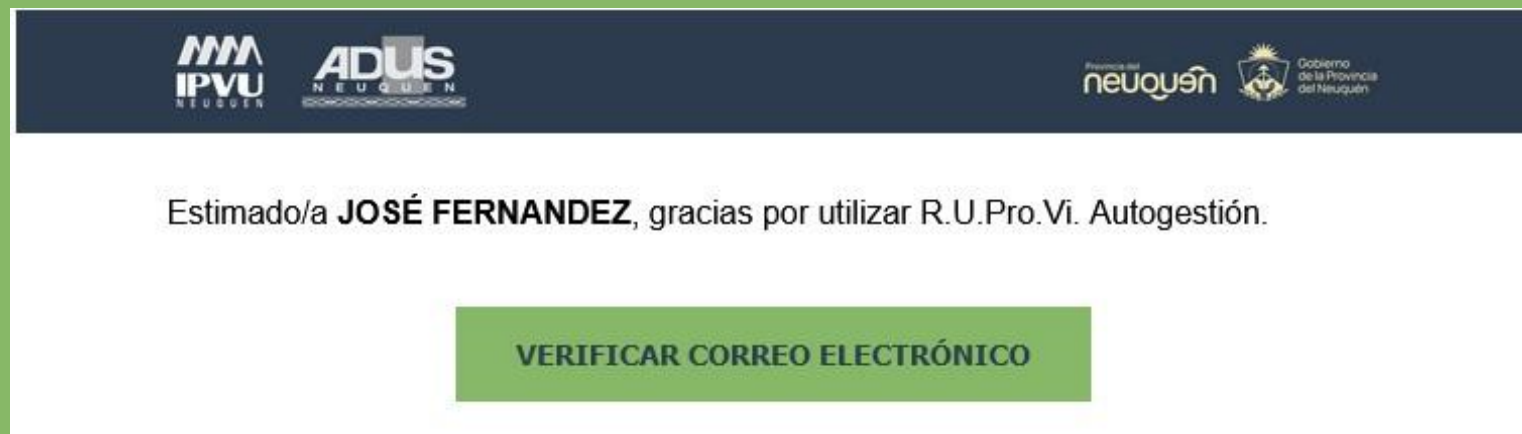 IPVU
NEUQUEN
ADUS
NEUQUEN
Provincia del
neuquén
Gobierno
de la Provincia
del Neuquén
Estimado/a JOSÉ FERNANDEZ, gracias por utilizar R.U.Pro.Vi. Autogestión.
VERIFICAR CORREO ELECTRÓNICO